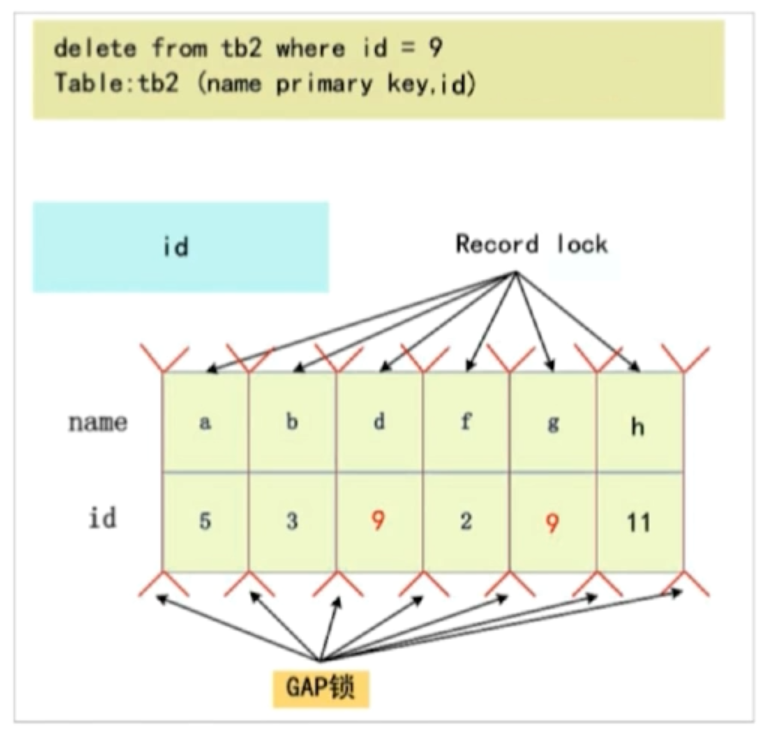 delete from tb2 where id = 9
Table:tb2 (name primary key,id)
id
Record lock
name a b d f g h
id 5 3 9 2 9 11
GAP锁